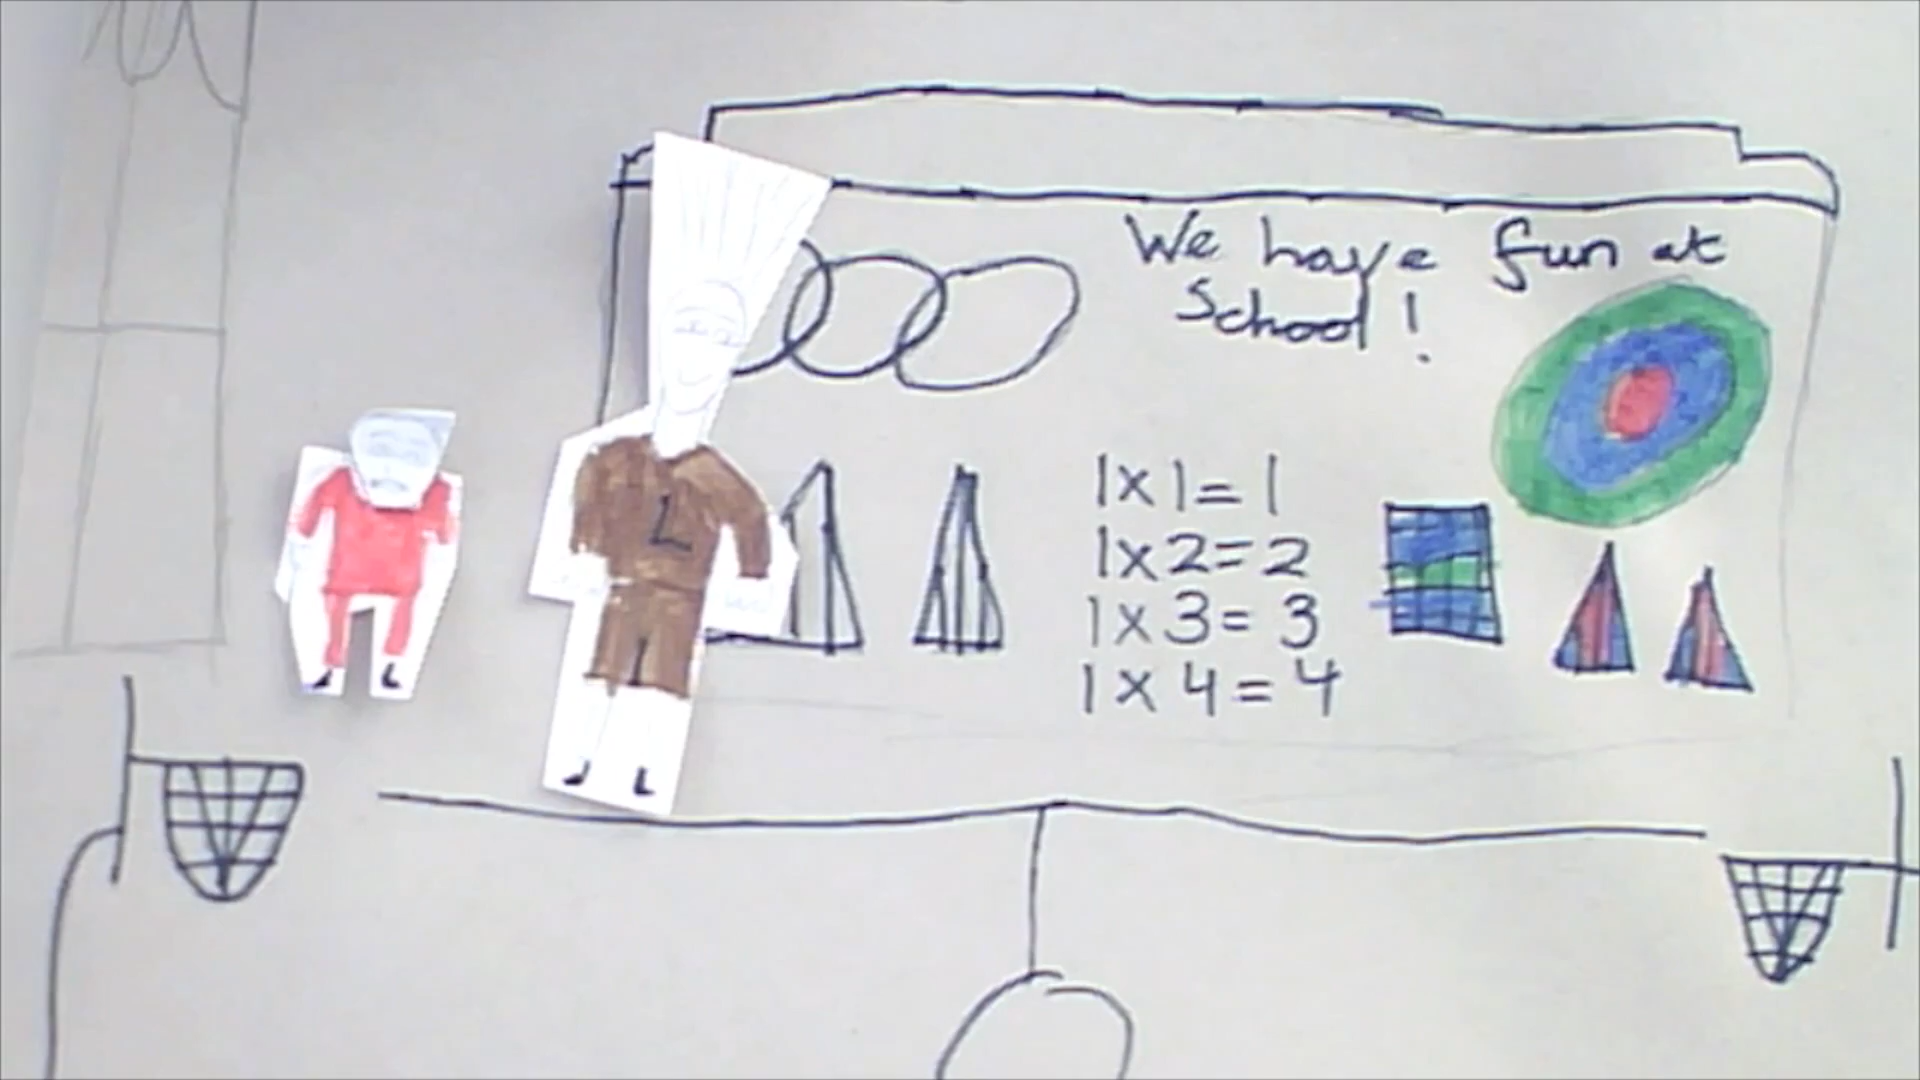 We have fun at
School!
1x1=1
1x2=2
1x3=3
1x4=4
L